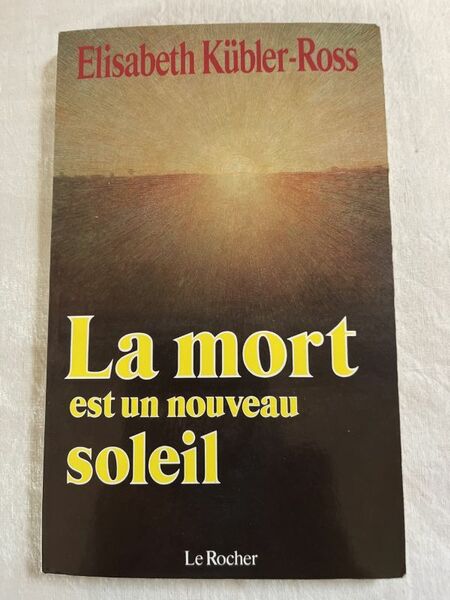 Elisabeth Kübler-Ross
La mort
est un nouveau
soleil
Le Rocher